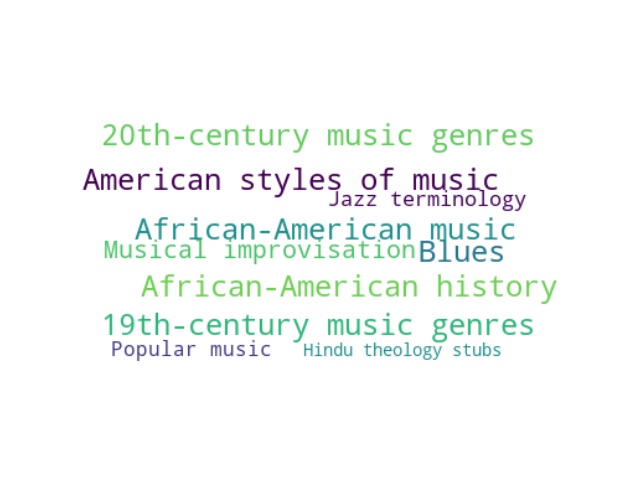 20th-century music genres
American styles of music
Jazz terminology
African-American music
Musical improvisation
Blues
African-American history
19th-century music genres
Popular music
Hindu theology stubs